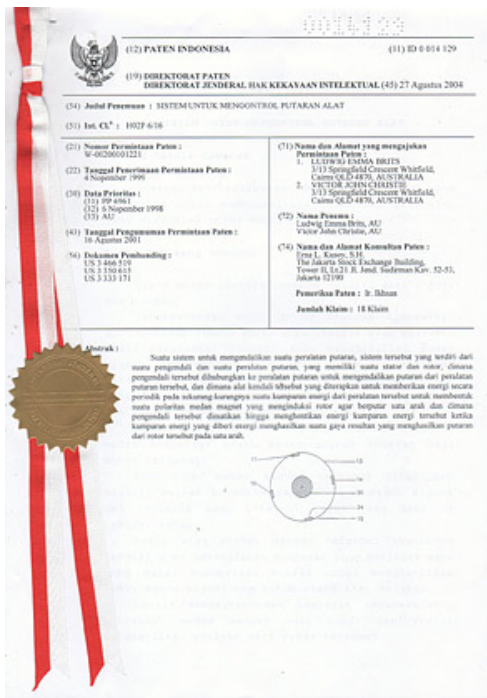 0014129
(12) PATEN INDONESIA
(11) ID 0 014 129
(19) DIREKTORAT PATEN
DIREKTORAT JENDERAL HAK KEKAYAAN INTELEKTUAL (45) 27 Agustus 2004
(54) Judul Penemuan : SISTEM UNTUK MENGONTROL PUTARAN ALAT
(51) Int. Cl.⁶ : H02P 6/16
(21) Nomor Permintaan Paten :
W-00200101221
(22) Tanggal Penerimaan Permintaan Paten :
4 Nopember 1999
(30) Data Prioritas :
(31) PP 6961
(32) 6 Nopember 1998
(33) AU
(43) Tanggal Pengumuman Permintaan Paten :
16 Agustus 2001
(56) Dokumen Pembanding :
US 3 466 519
US 3 350 615
US 3 333 171
(71) Nama dan Alamat yang mengajukan
Permintaan Paten :
1. LUDWIG EMMA BRITS
3/13 Springfield Crescent Whitfield,
Cairns QLD 4870, AUSTRALIA
2. VICTOR JOHN CHRISTIE
3/13 Springfield Crescent Whitfield,
Cairns QLD 4870, AUSTRALIA
(72) Nama Penemu :
Ludwig Emma Brits, AU
Victor John Christie, AU
(74) Nama dan Alamat Konsultan Paten :
Erna L. Kusoy, S.H.
The Jakarta Stock Exchange Building,
Tower II, Lt.21 Jl. Jend. Sudirman Kav. 52-53,
Jakarta 12190
Pemeriksa Paten : Ir. Ikhsan
Jumlah Klaim : 18 Klaim
Abstrak :
Suatu sistem untuk mengendalikan suatu peralatan putaran, sistem tersebut yang terdiri dari
suatu pengendali dan suatu peralatan putaran, yang memiliki suatu stator dan rotor, dimana
pengendali tersebut dihubungkan ke peralatan putaran untuk mengendalikan putaran dari peralatan
putaran tersebut, dan dimana alat kendali tersebut yang diterapkan untuk memberikan energi secara
periodik pada sekurang-kurangnya suatu kumparan energi dari peralatan tersebut untuk membentuk
suatu polaritas medan magnet yang menginduksi rotor agar berputar satu arah dan dimana
pengendali tersebut dimatikan hingga menghentikan energi kumparan energi tersebut ketika
kumparan energi yang diberi energi menghasilkan suatu gaya resultan yang menghasilkan putaran
dari rotor tersebut pada satu arah.